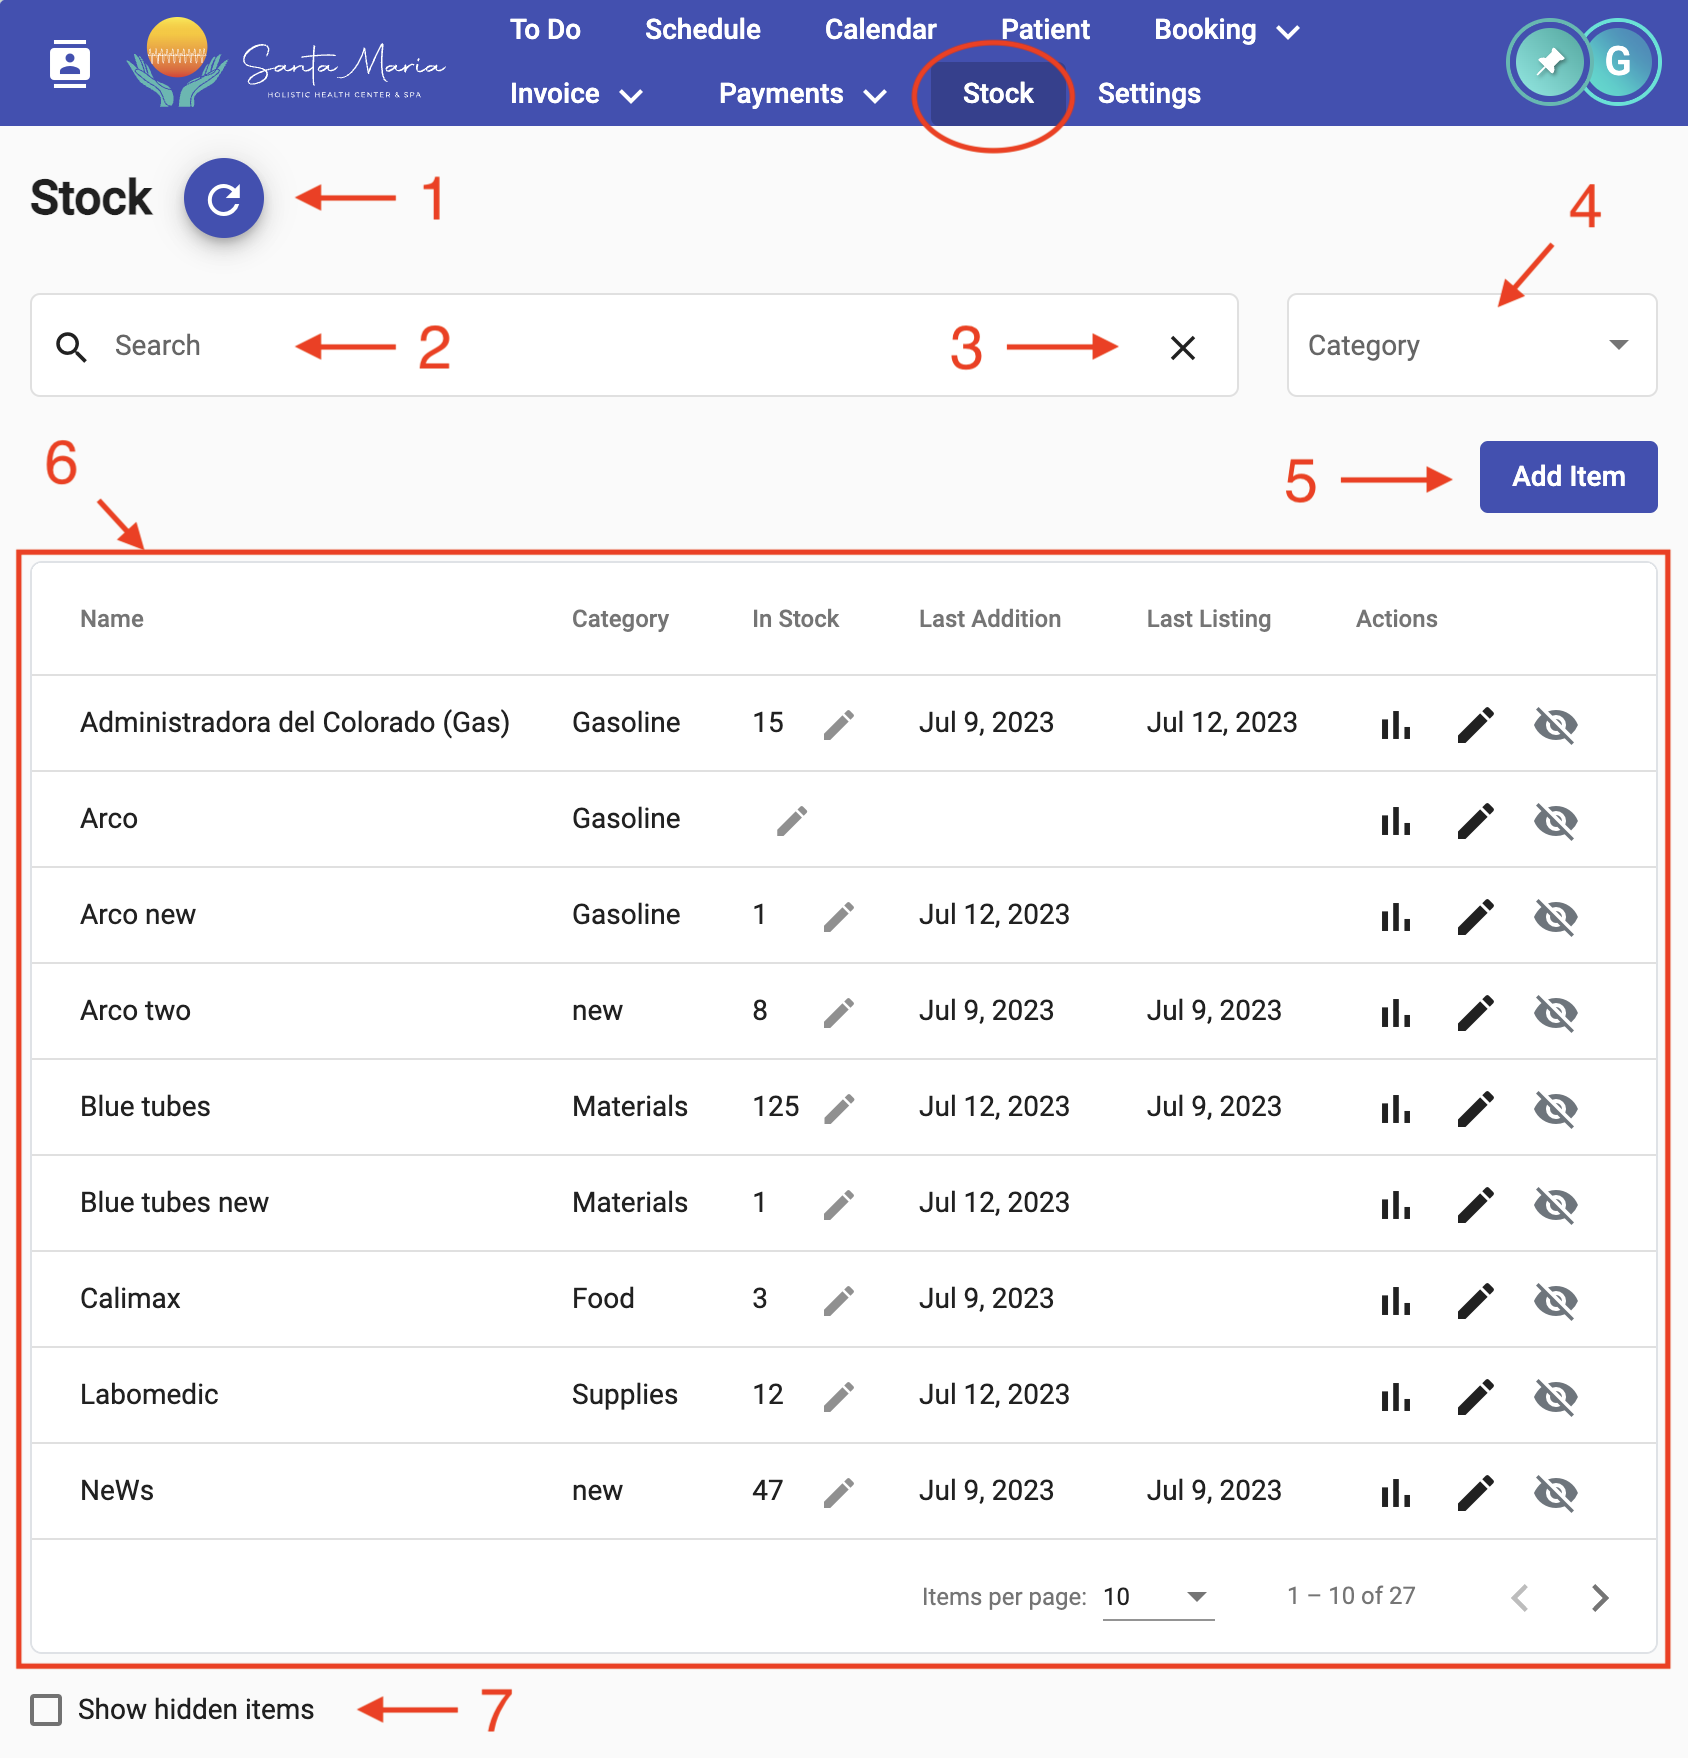 To Do Schedule Calendar Patient Booking
Santa Maria
HOLISTIC HEALTH CENTER & SPA
Invoice Payments Stock Settings
G
Stock 1
4
Search 2 3 Category
6
5 Add Item
Name Category In Stock Last Addition Last Listing Actions
Administradora del Colorado (Gas) Gasoline 15 Jul 9, 2023 Jul 12, 2023
Arco Gasoline
Arco new Gasoline 1 Jul 12, 2023
Arco two new 8 Jul 9, 2023 Jul 9, 2023
Blue tubes Materials 125 Jul 12, 2023 Jul 9, 2023
Blue tubes new Materials 1 Jul 12, 2023
Calimax Food 3 Jul 9, 2023
Labomedic Supplies 12 Jul 12, 2023
NeWs new 47 Jul 9, 2023 Jul 9, 2023
Items per page: 10 1 – 10 of 27
Show hidden items 7